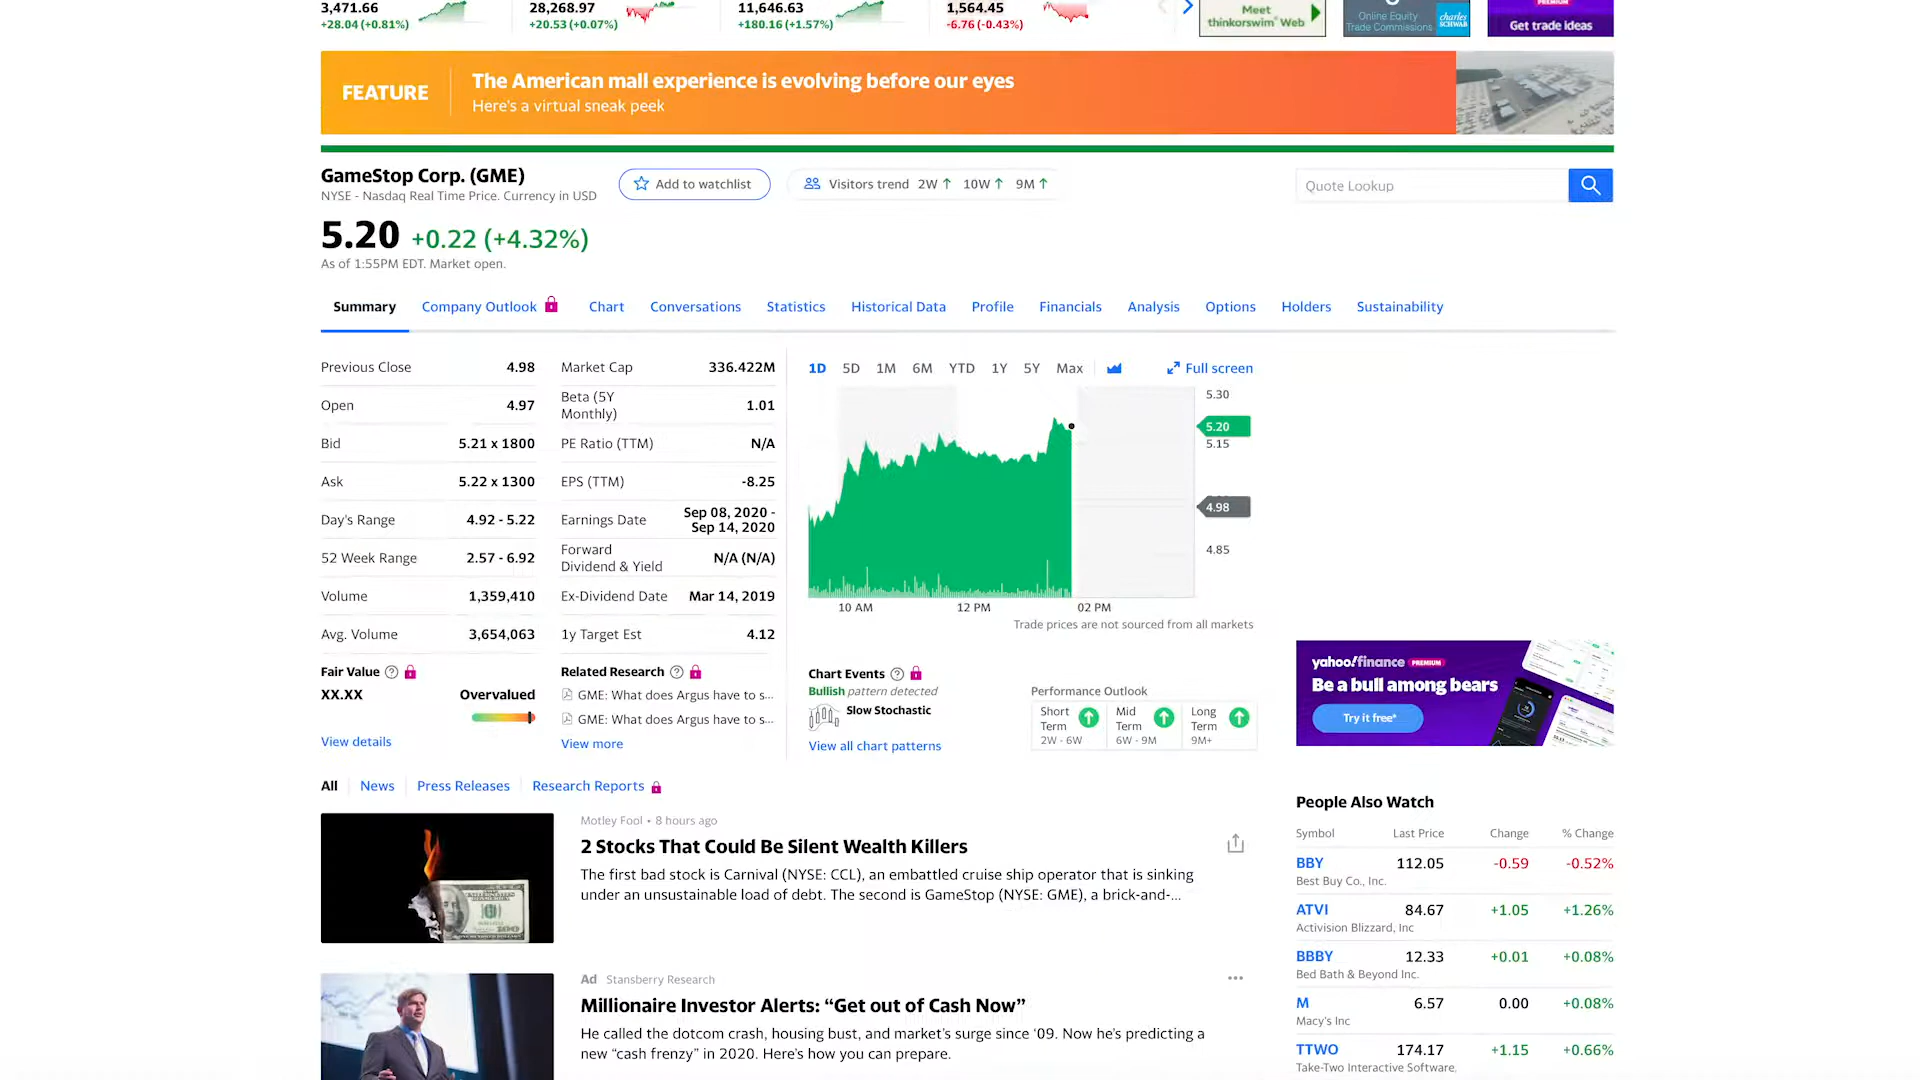 3,471.66
+28.04 (+0.81%)
28,268.97
+20.53 (+0.07%)
11,646.63
+180.16 (+1.57%)
1,564.45
-6.76 (-0.43%)
Meet
thinkorswim® Web
Online Equity
Trade Commissions
charles
SCHWAB
PREMIUM
Get trade ideas
FEATURE
The American mall experience is evolving before our eyes
Here's a virtual sneak peek
GameStop Corp. (GME)
NYSE - Nasdaq Real Time Price. Currency in USD
Add to watchlist
Visitors trend 2W 10W 9M
Quote Lookup
5.20 +0.22 (+4.32%)
As of 1:55PM EDT. Market open.
Summary Company Outlook Chart Conversations Statistics Historical Data Profile Financials Analysis Options Holders Sustainability
Previous Close 4.98
Open 4.97
Bid 5.21 x 1800
Ask 5.22 x 1300
Day's Range 4.92 - 5.22
52 Week Range 2.57 - 6.92
Volume 1,359,410
Avg. Volume 3,654,063
Market Cap 336.422M
Beta (5Y
Monthly) 1.01
PE Ratio (TTM) N/A
EPS (TTM) -8.25
Earnings Date Sep 08, 2020 -
Sep 14, 2020
Forward
Dividend & Yield N/A (N/A)
Ex-Dividend Date Mar 14, 2019
1y Target Est 4.12
1D 5D 1M 6M YTD 1Y 5Y Max Full screen
5.30
5.20
5.15
4.98
4.85
10 AM 12 PM 02 PM
Trade prices are not sourced from all markets
Fair Value
XX.XX Overvalued
View details
Related Research
GME: What does Argus have to s...
GME: What does Argus have to s...
View more
Chart Events
Bullish pattern detected
Slow Stochastic
View all chart patterns
Performance Outlook
Short
Term
2W - 6W
Mid
Term
6W - 9M
Long
Term
9M+
yahoo!finance PREMIUM
Be a bull among bears
Try it free*
All News Press Releases Research Reports
Motley Fool • 8 hours ago
2 Stocks That Could Be Silent Wealth Killers
The first bad stock is Carnival (NYSE: CCL), an embattled cruise ship operator that is sinking
under an unsustainable load of debt. The second is GameStop (NYSE: GME), a brick-and-...
Ad Stansberry Research
Millionaire Investor Alerts: “Get out of Cash Now”
He called the dotcom crash, housing bust, and market’s surge since ‘09. Now he’s predicting a
new “cash frenzy” in 2020. Here’s how you can prepare.
People Also Watch
Symbol Last Price Change % Change
BBY 112.05 -0.59 -0.52%
Best Buy Co., Inc.
ATVI 84.67 +1.05 +1.26%
Activision Blizzard, Inc
BBBY 12.33 +0.01 +0.08%
Bed Bath & Beyond Inc.
M 6.57 0.00 +0.08%
Macy's Inc
TTWO 174.17 +1.15 +0.66%
Take-Two Interactive Software,